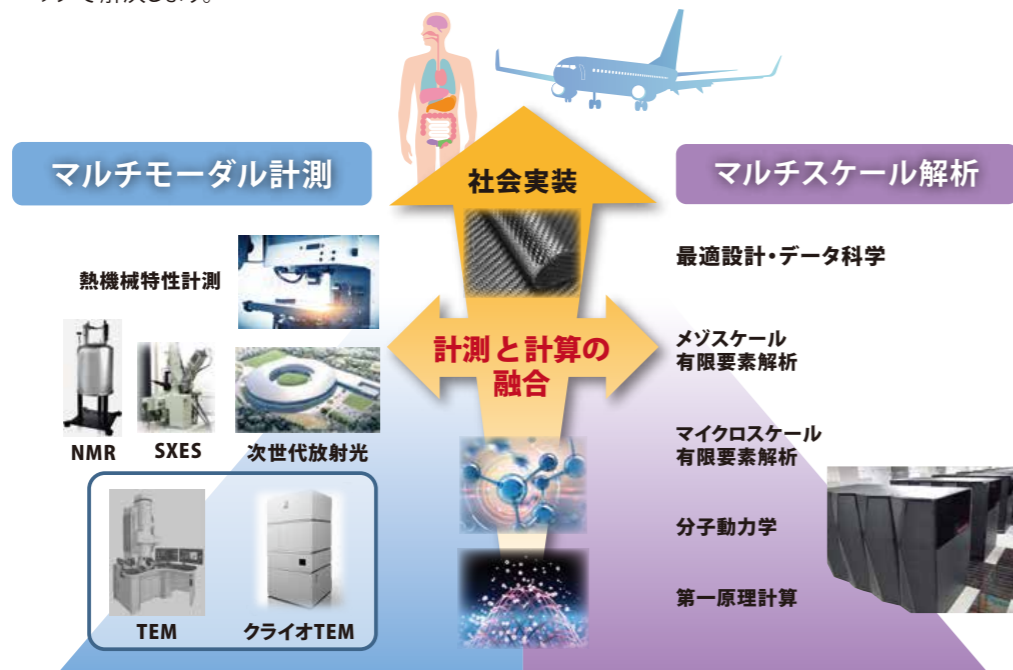 マルチモーダル計測
社会実装
マルチスケール解析
熱機械特性計測
最適設計・データ科学
計測と計算の
融合
メゾスケール
有限要素解析
NMR
SXES
次世代放射光
マイクロスケール
有限要素解析
分子動力学
第一原理計算
TEM
クライオTEM